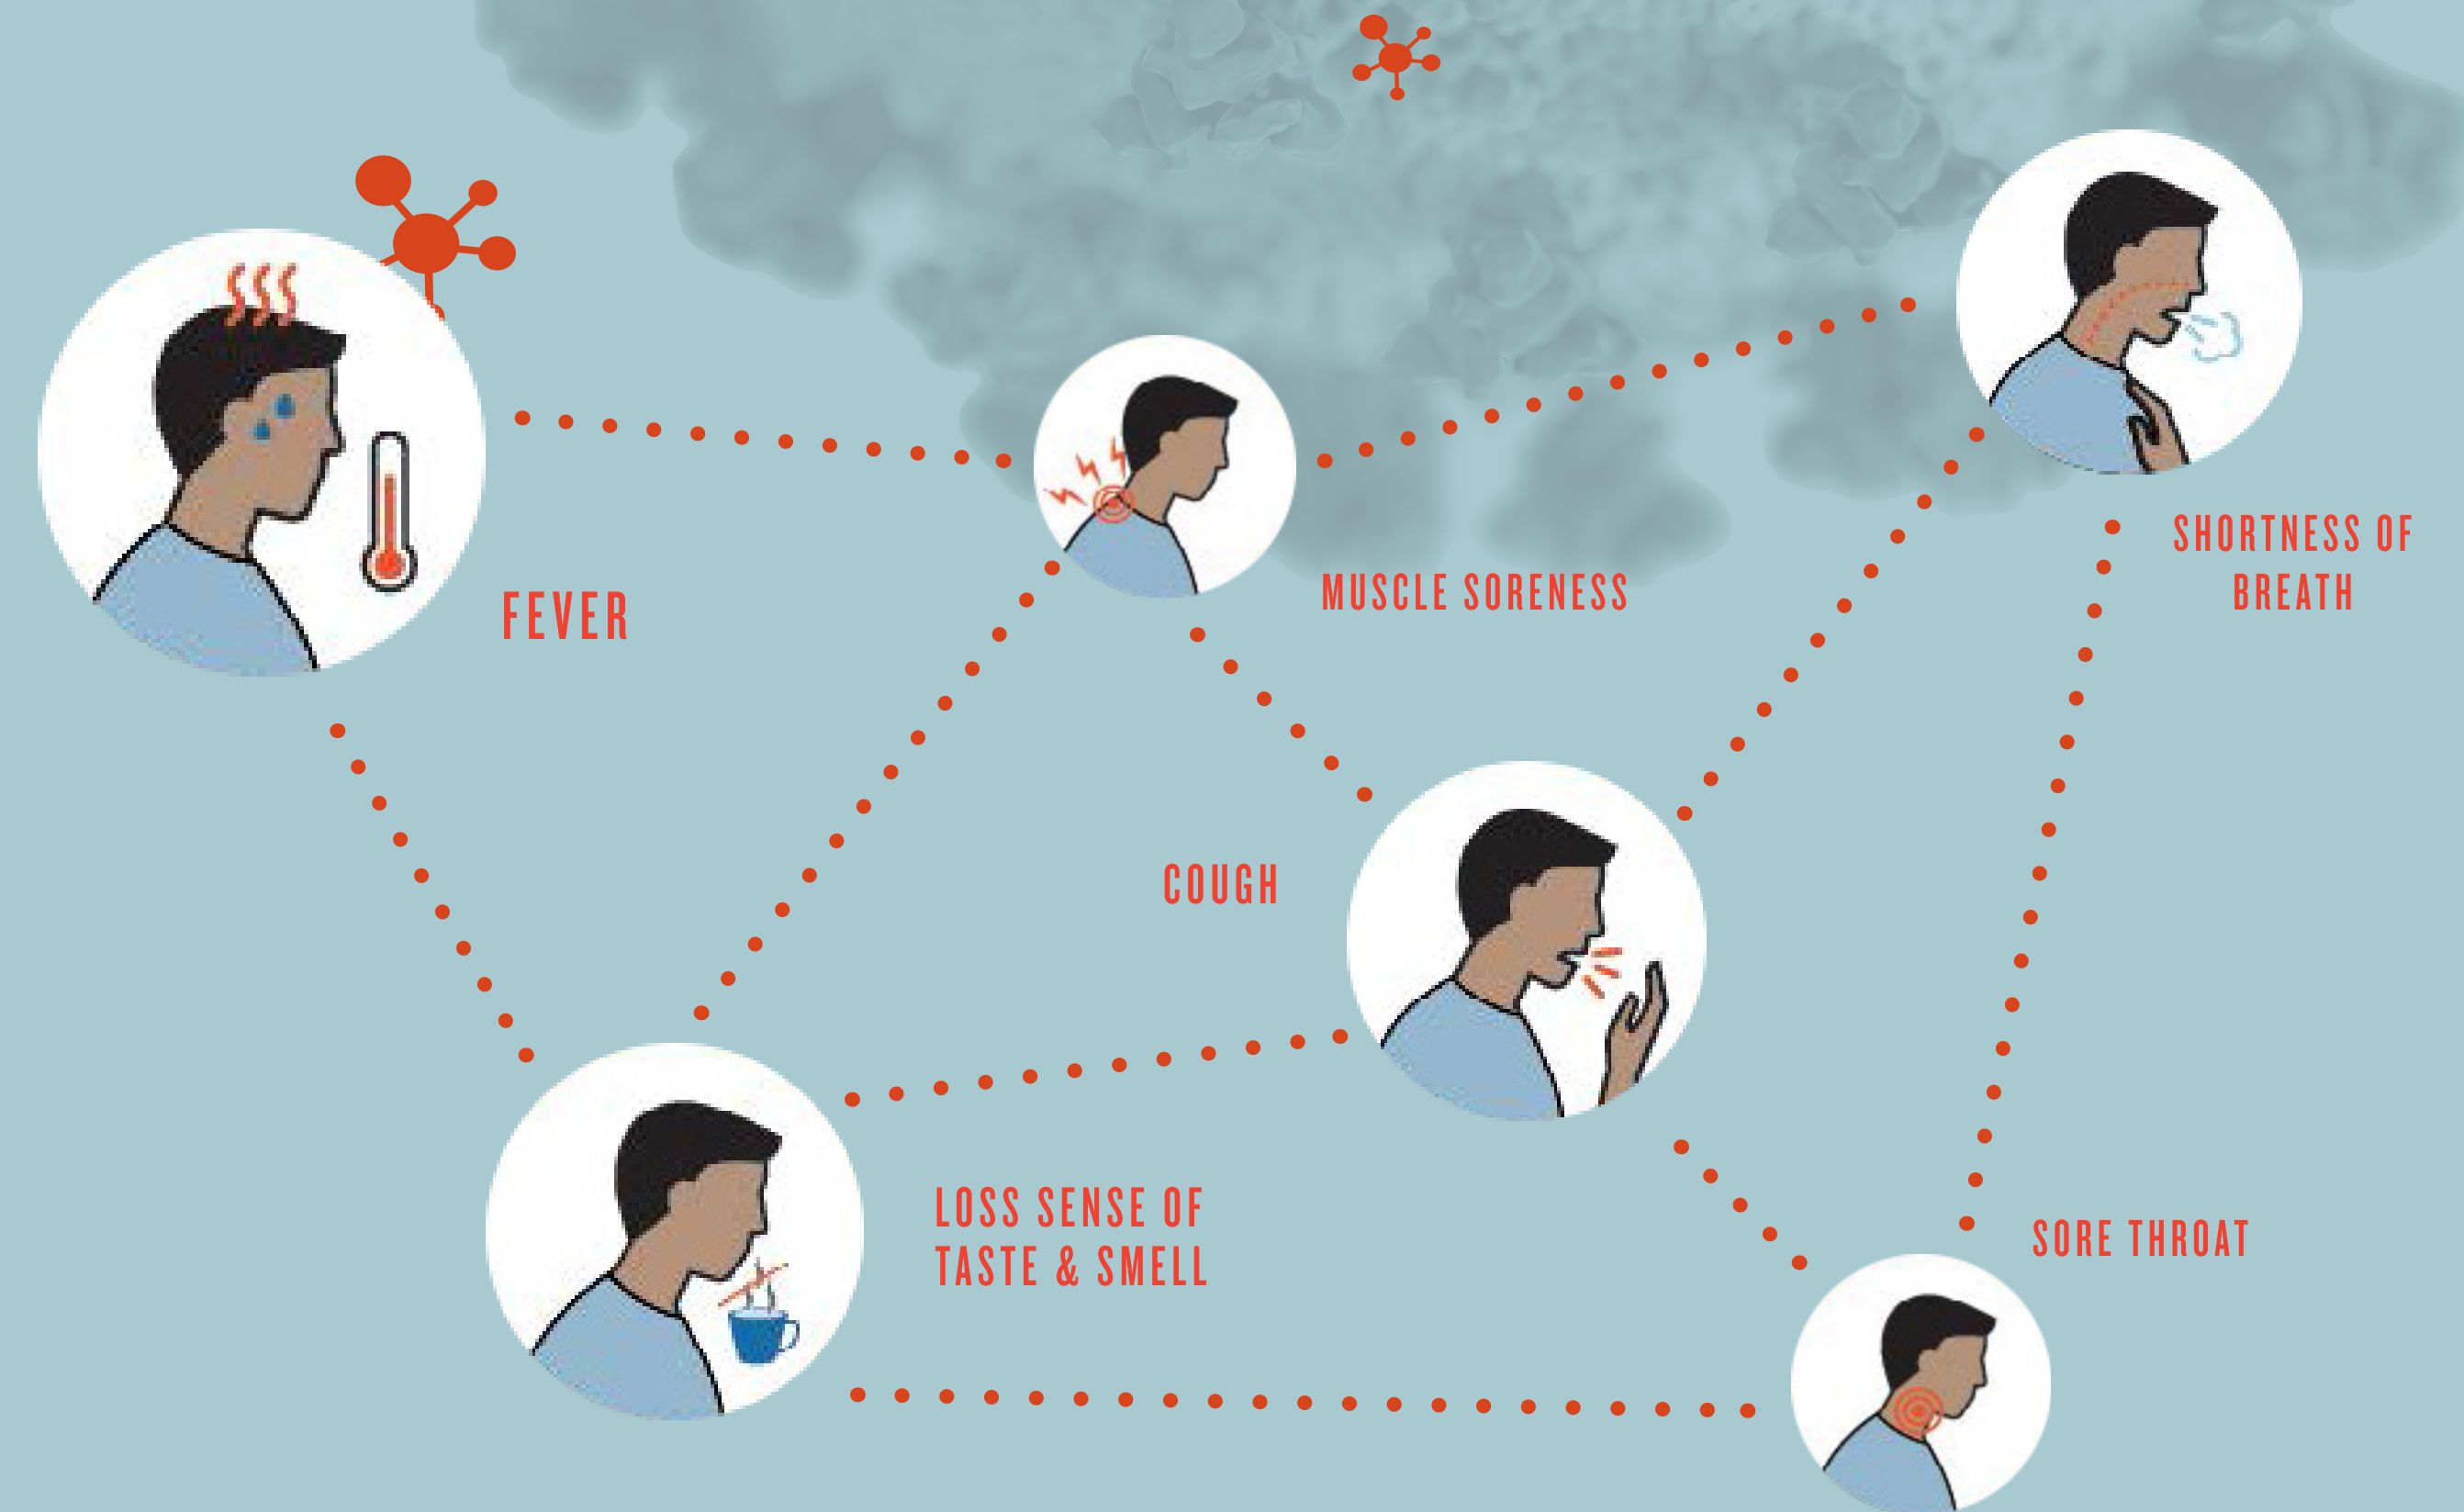 FEVER
MUSCLE SORENESS
SHORTNESS OF
BREATH
COUGH
LOSS SENSE OF
TASTE & SMELL
SORE THROAT